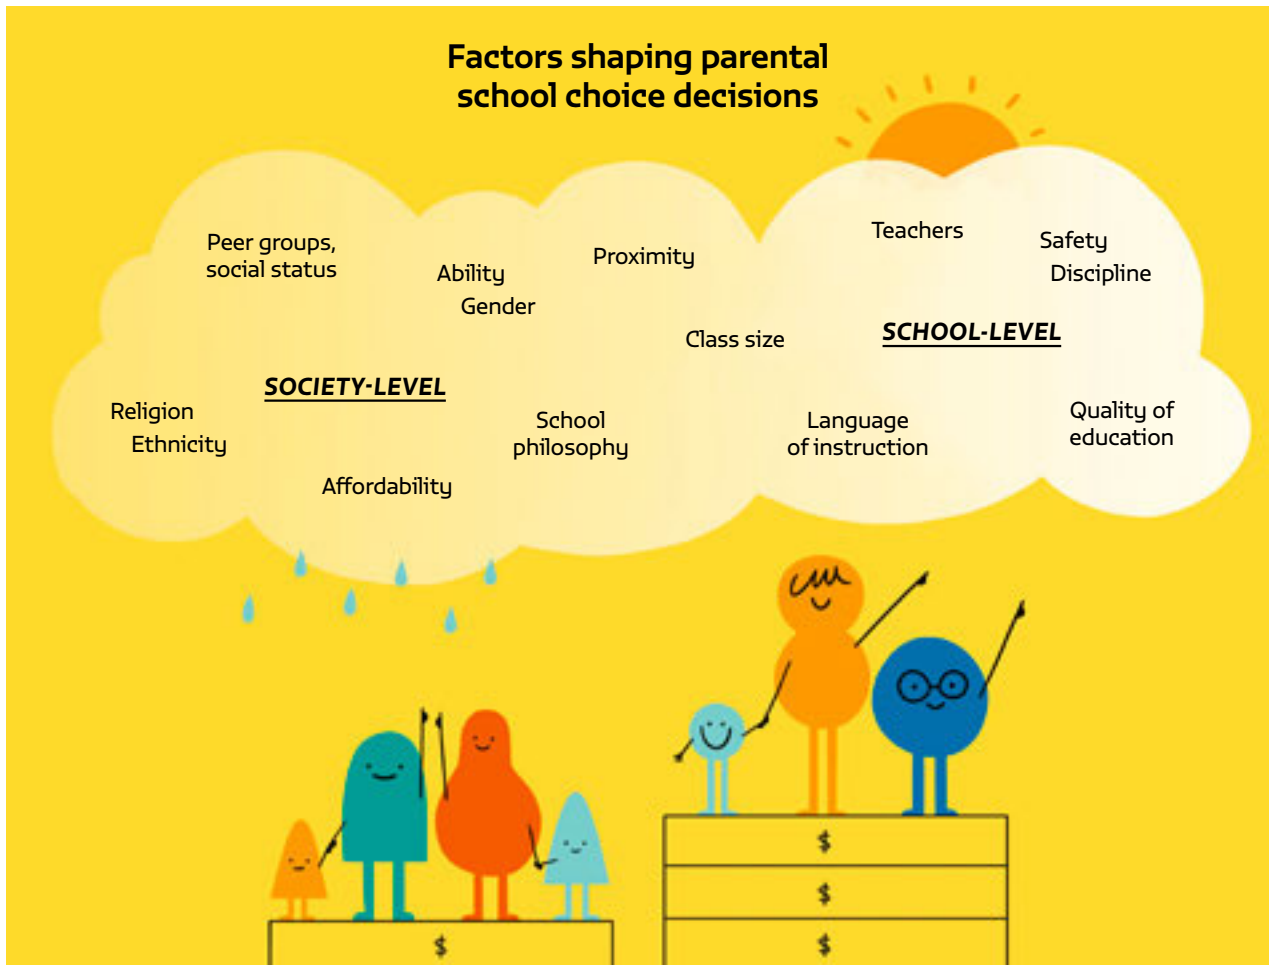 Factors shaping parental
school choice decisions
Peer groups,
social status
Ability
Gender
Proximity
Teachers
Safety
Discipline
Class size
SCHOOL-LEVEL
SOCIETY-LEVEL
Religion
Ethnicity
School
philosophy
Language
of instruction
Quality of
education
Affordability
$
$
$
$